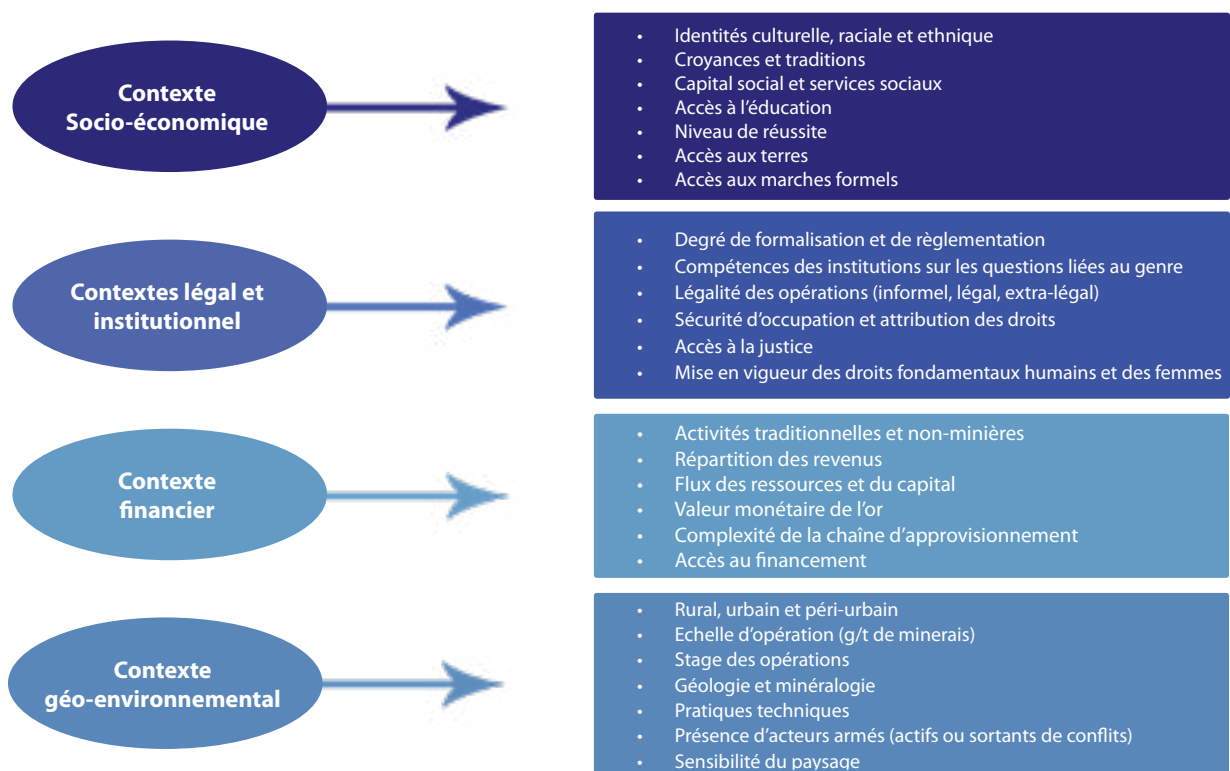 Contexte
Socio-économique
• Identités culturelle, raciale et ethnique
• Croyances et traditions
• Capital social et services sociaux
• Accès à l'éducation
• Niveau de réussite
• Accès aux terres
• Accès aux marches formels
Contextes légal et
institutionnel
• Degré de formalisation et de règlementation
• Compétences des institutions sur les questions liées au genre
• Légalité des opérations (informel, légal, extra-légal)
• Sécurité d'occupation et attribution des droits
• Accès à la justice
• Mise en vigueur des droits fondamentaux humains et des femmes
Contexte
financier
• Activités traditionnelles et non-minières
• Répartition des revenus
• Flux des ressources et du capital
• Valeur monétaire de l'or
• Complexité de la chaîne d'approvisionnement
• Accès au financement
Contexte
géo-environnemental
• Rural, urbain et péri-urbain
• Echelle d'opération (g/t de minerais)
• Stage des opérations
• Géologie et minéralogie
• Pratiques techniques
• Présence d'acteurs armés (actifs ou sortants de conflits)
• Sensibilité du paysage